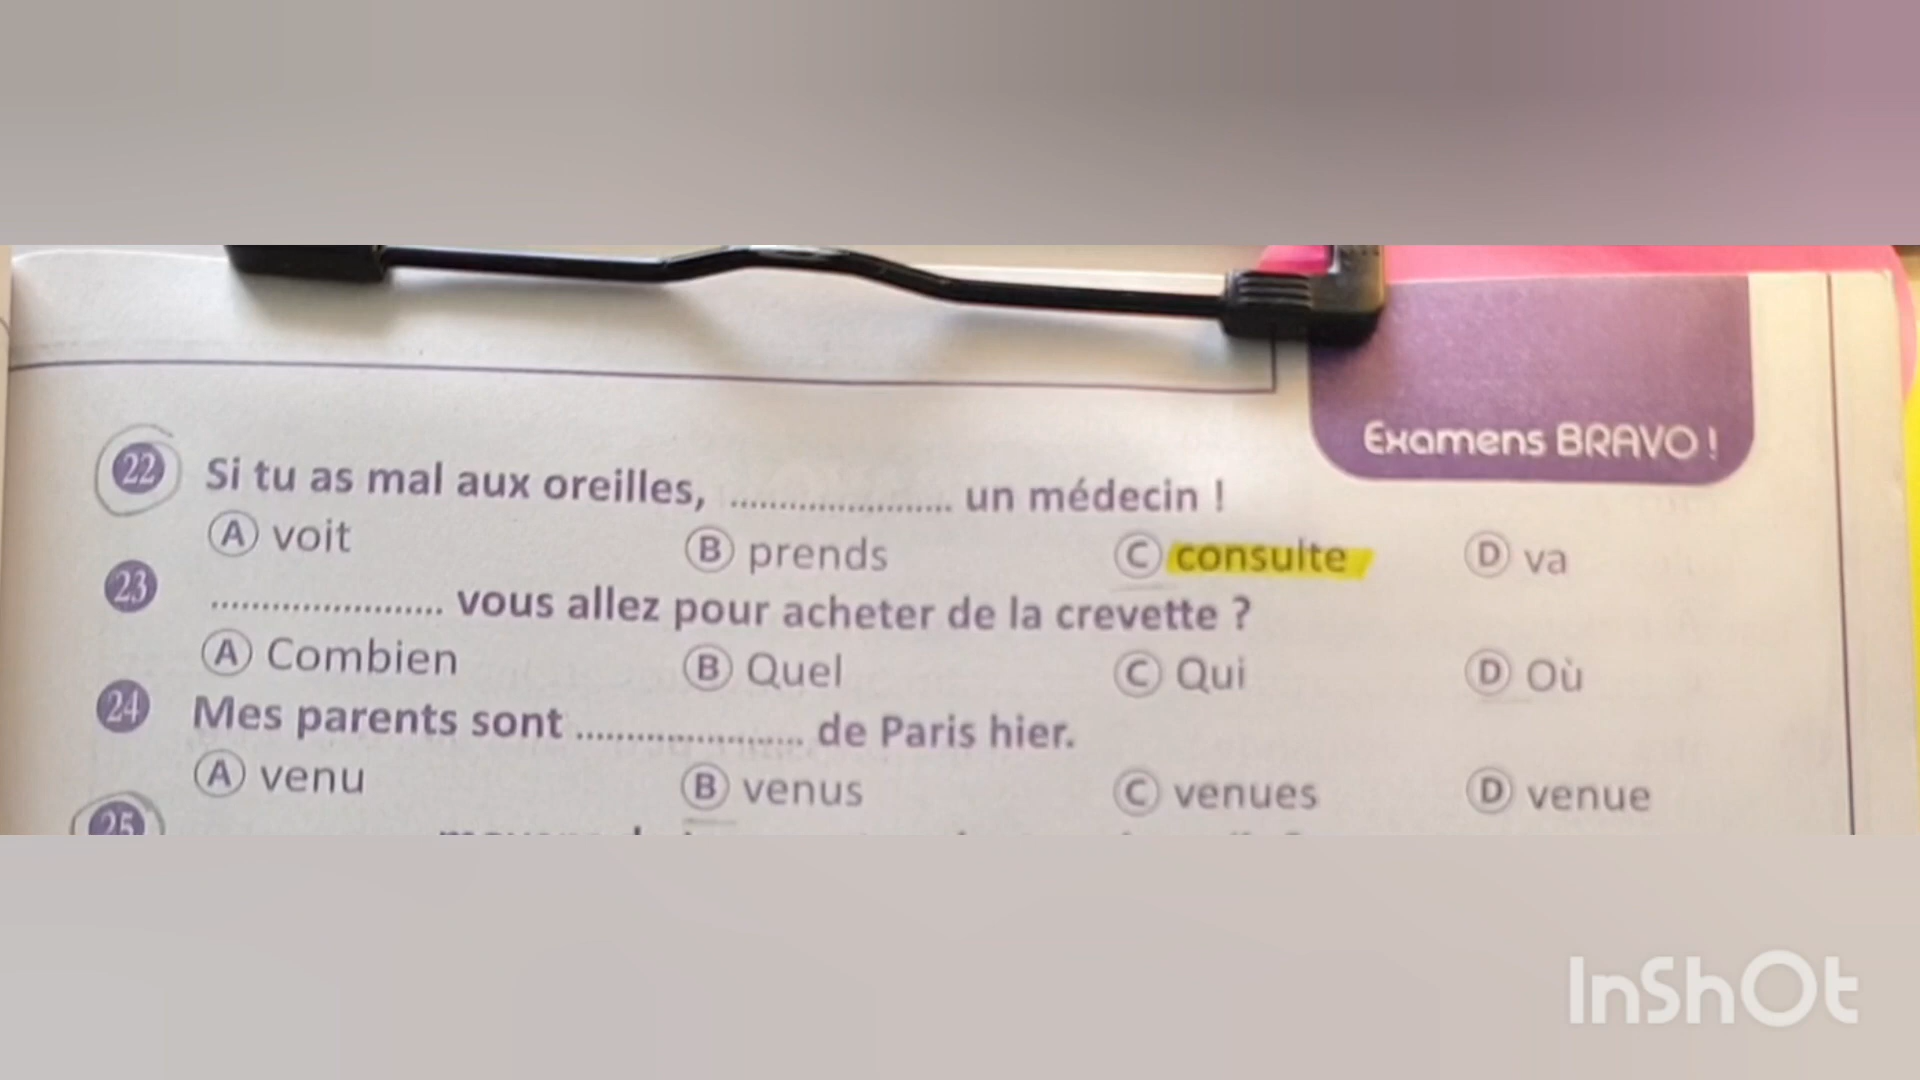 Examens BRAVO !
22 Si tu as mal aux oreilles, ...................... un médecin !
A voit B prends C consulte D va
23 ....................... vous allez pour acheter de la crevette ?
A Combien B Quel C Qui D Où
24 Mes parents sont ...................... de Paris hier.
A venu B venus C venues D venue
25
InShOt